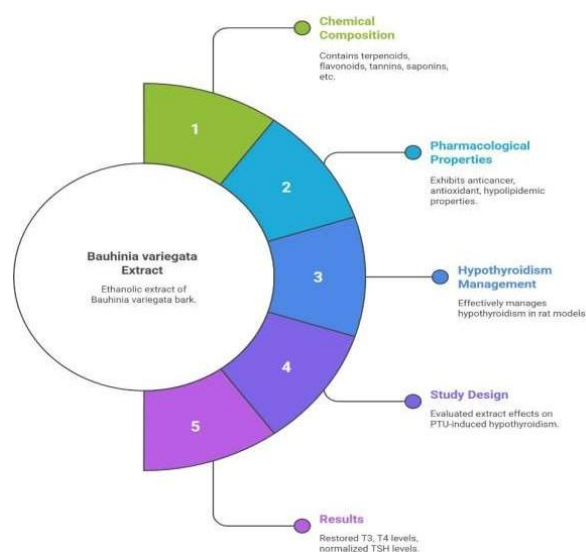 Chemical
Composition
Contains terpenoids,
flavonoids, tannins, saponins,
etc.
1
Pharmacological
Properties
Exhibits anticancer,
antioxidant, hypolipidemic
properties.
2
Bauhinia variegata
Extract
Ethanolic extract of
Bauhinia variegata bark.
3
Hypothyroidism
Management
Effectively manages
hypothyroidism in rat models
4
Study Design
Evaluated extract effects on
PTU-induced hypothyroidism.
5
Results
Restored T3, T4 levels,
normalized TSH levels.